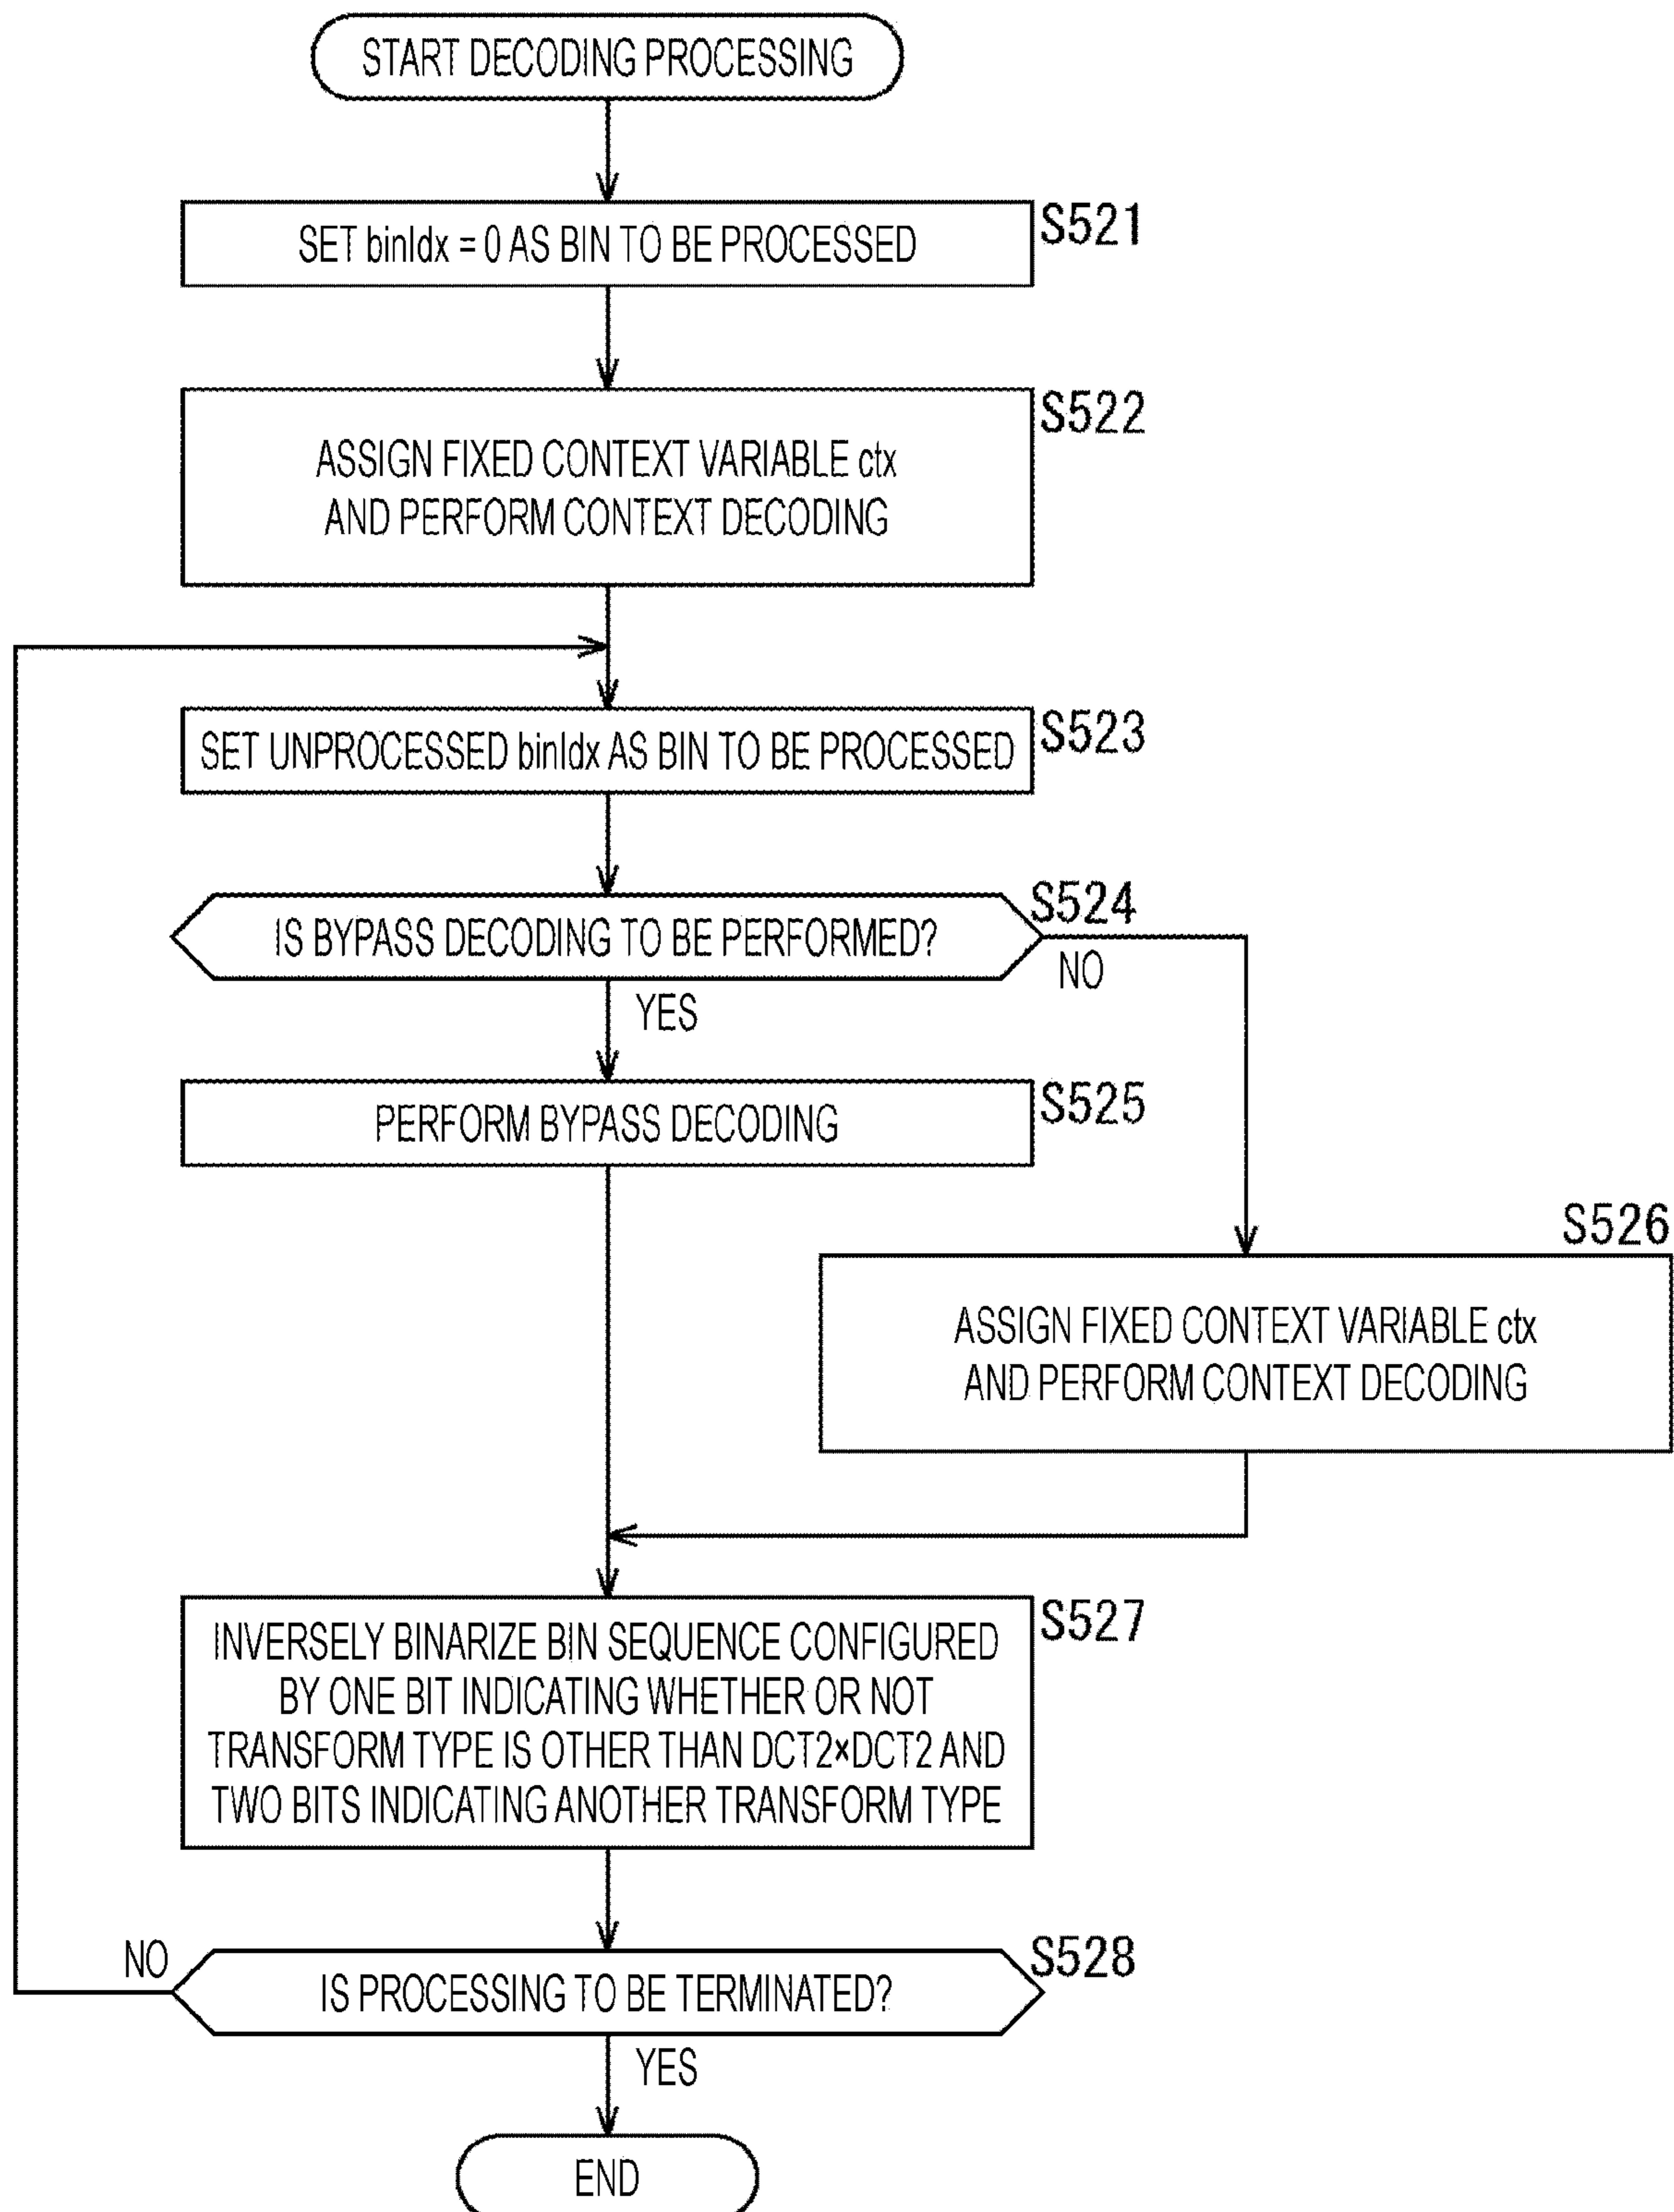 START DECODING PROCESSING
S521
SET binIdx = 0 AS BIN TO BE PROCESSED
S522
ASSIGN FIXED CONTEXT VARIABLE ctx
AND PERFORM CONTEXT DECODING
S523
SET UNPROCESSED binIdx AS BIN TO BE PROCESSED
S524
IS BYPASS DECODING TO BE PERFORMED?
NO
YES
S525
PERFORM BYPASS DECODING
S526
ASSIGN FIXED CONTEXT VARIABLE ctx
AND PERFORM CONTEXT DECODING
S527
INVERSELY BINARIZE BIN SEQUENCE CONFIGURED
BY ONE BIT INDICATING WHETHER OR NOT
TRANSFORM TYPE IS OTHER THAN DCT2×DCT2 AND
TWO BITS INDICATING ANOTHER TRANSFORM TYPE
NO
S528
IS PROCESSING TO BE TERMINATED?
YES
END